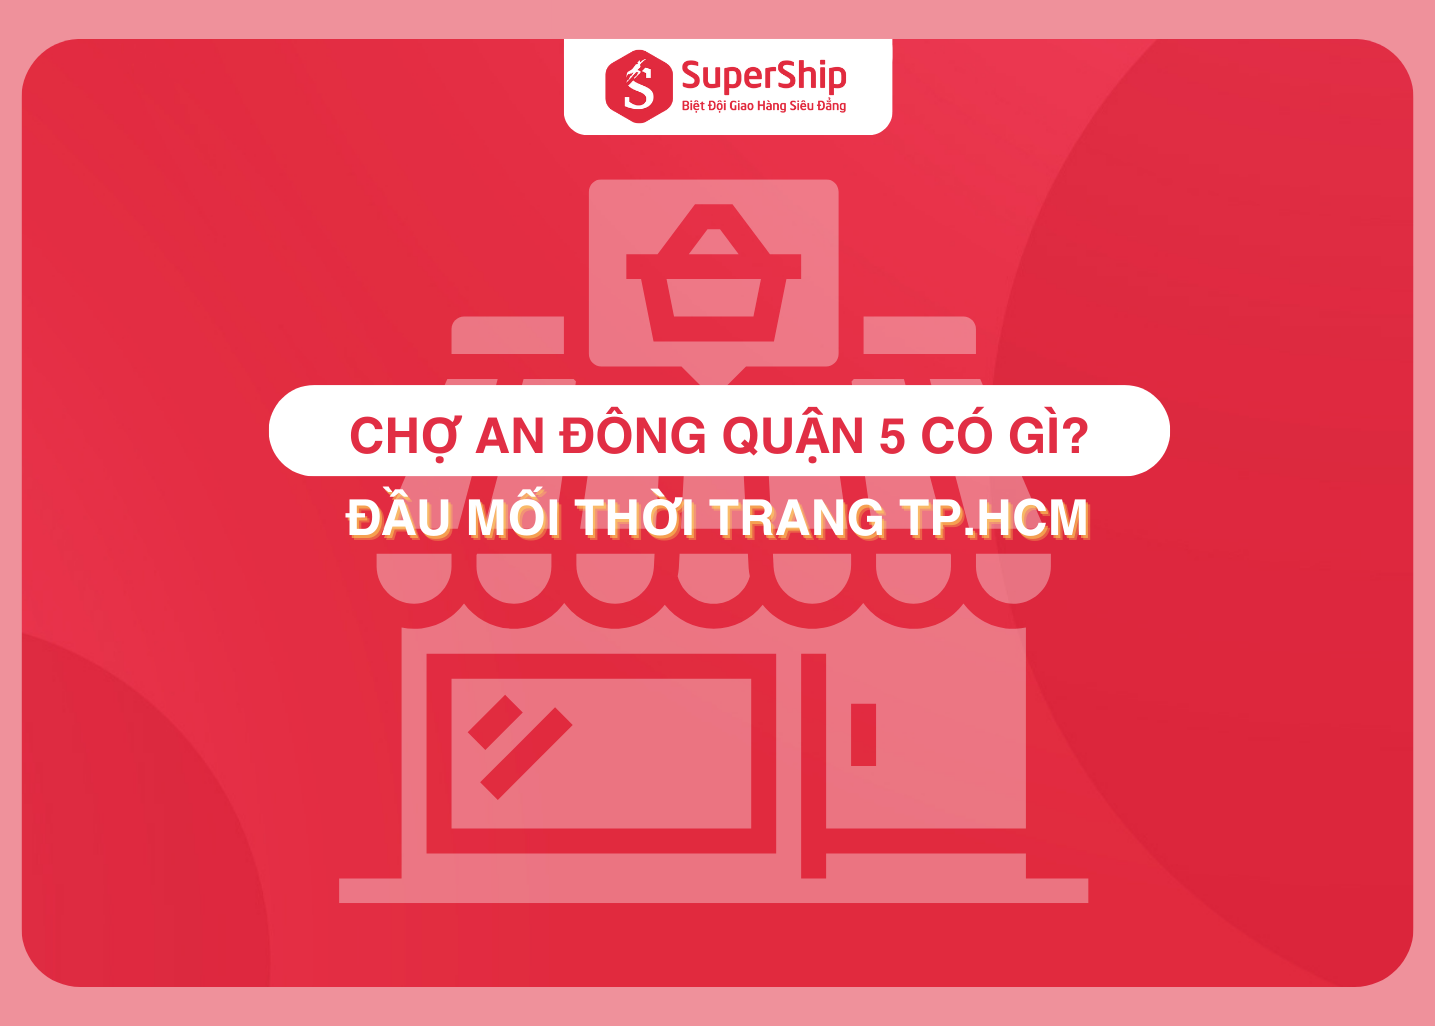 SuperShip
Biệt Đội Giao Hàng Siêu Đẳng
CHỢ AN ĐÔNG QUẬN 5 CÓ GÌ?
ĐẦU MỐI THỜI TRANG TP.HCM